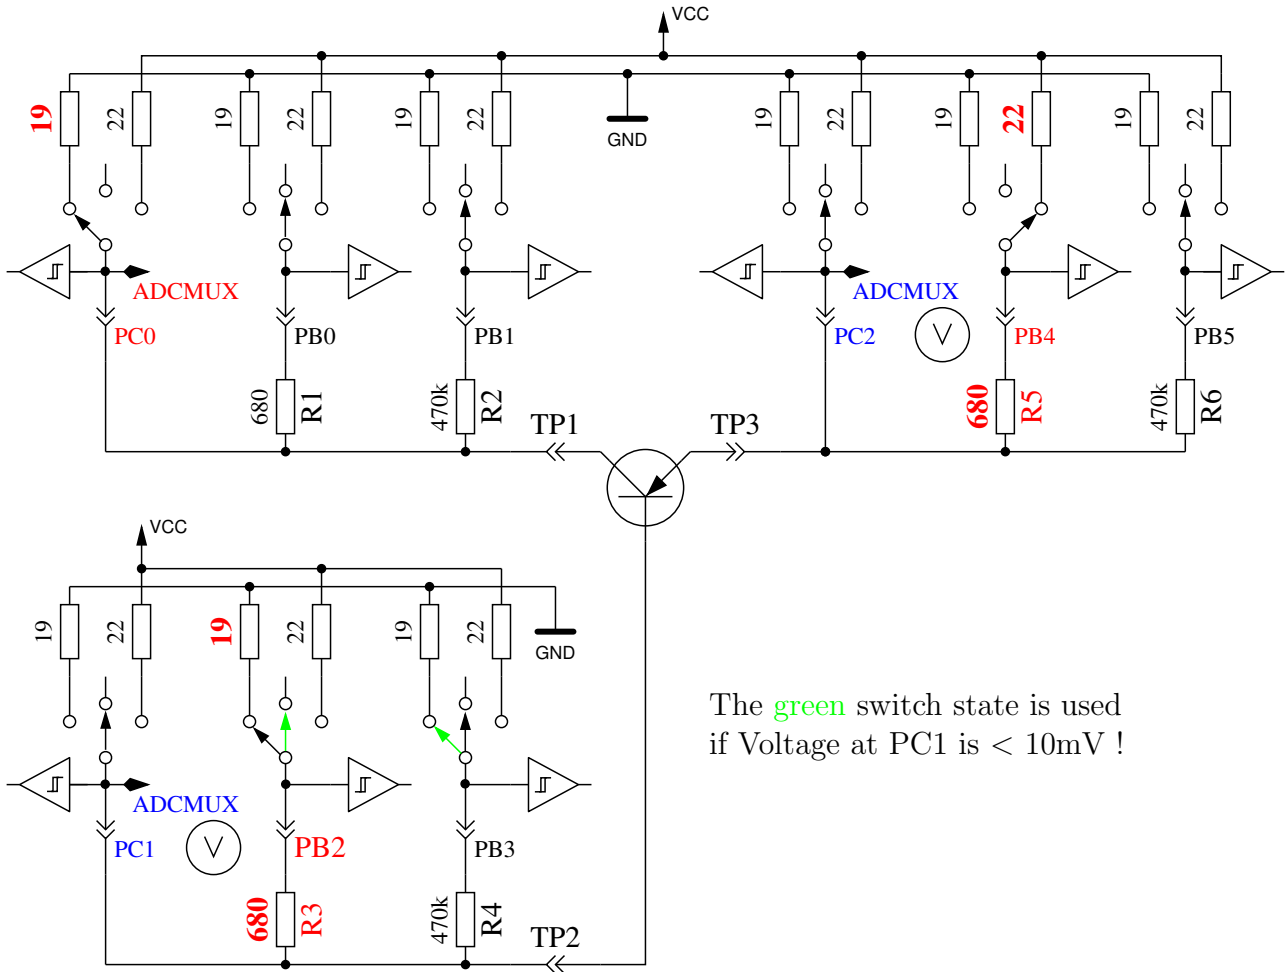 VCC
19 22 19 22 19 22 GND 19 22 19 22 19 22
ADCMUX ADCMUX
PC0 PB0 PB1 PC2 V PB4 PB5
680 R1 470k R2 680 R5 470k R6
TP1 TP3
VCC
19 22 19 22 19 22 GND
The green switch state is used
if Voltage at PC1 is < 10mV !
ADCMUX
PC1 V PB2 PB3
680 R3 470k R4
TP2